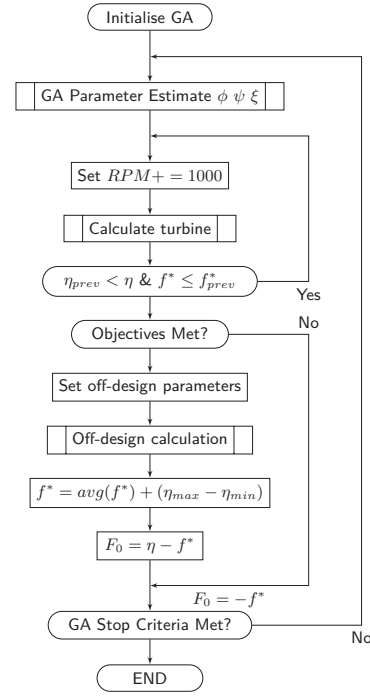 Initialise GA
GA Parameter Estimate ϕ ψ ξ
Set RPM+ = 1000
Calculate turbine
η_prev < η & f* ≤ f*_prev
Yes
No
Objectives Met?
Set off-design parameters
Off-design calculation
f* = avg(f*) + (η_max − η_min)
F_0 = η − f*
F_0 = −f*
GA Stop Criteria Met?
No
END